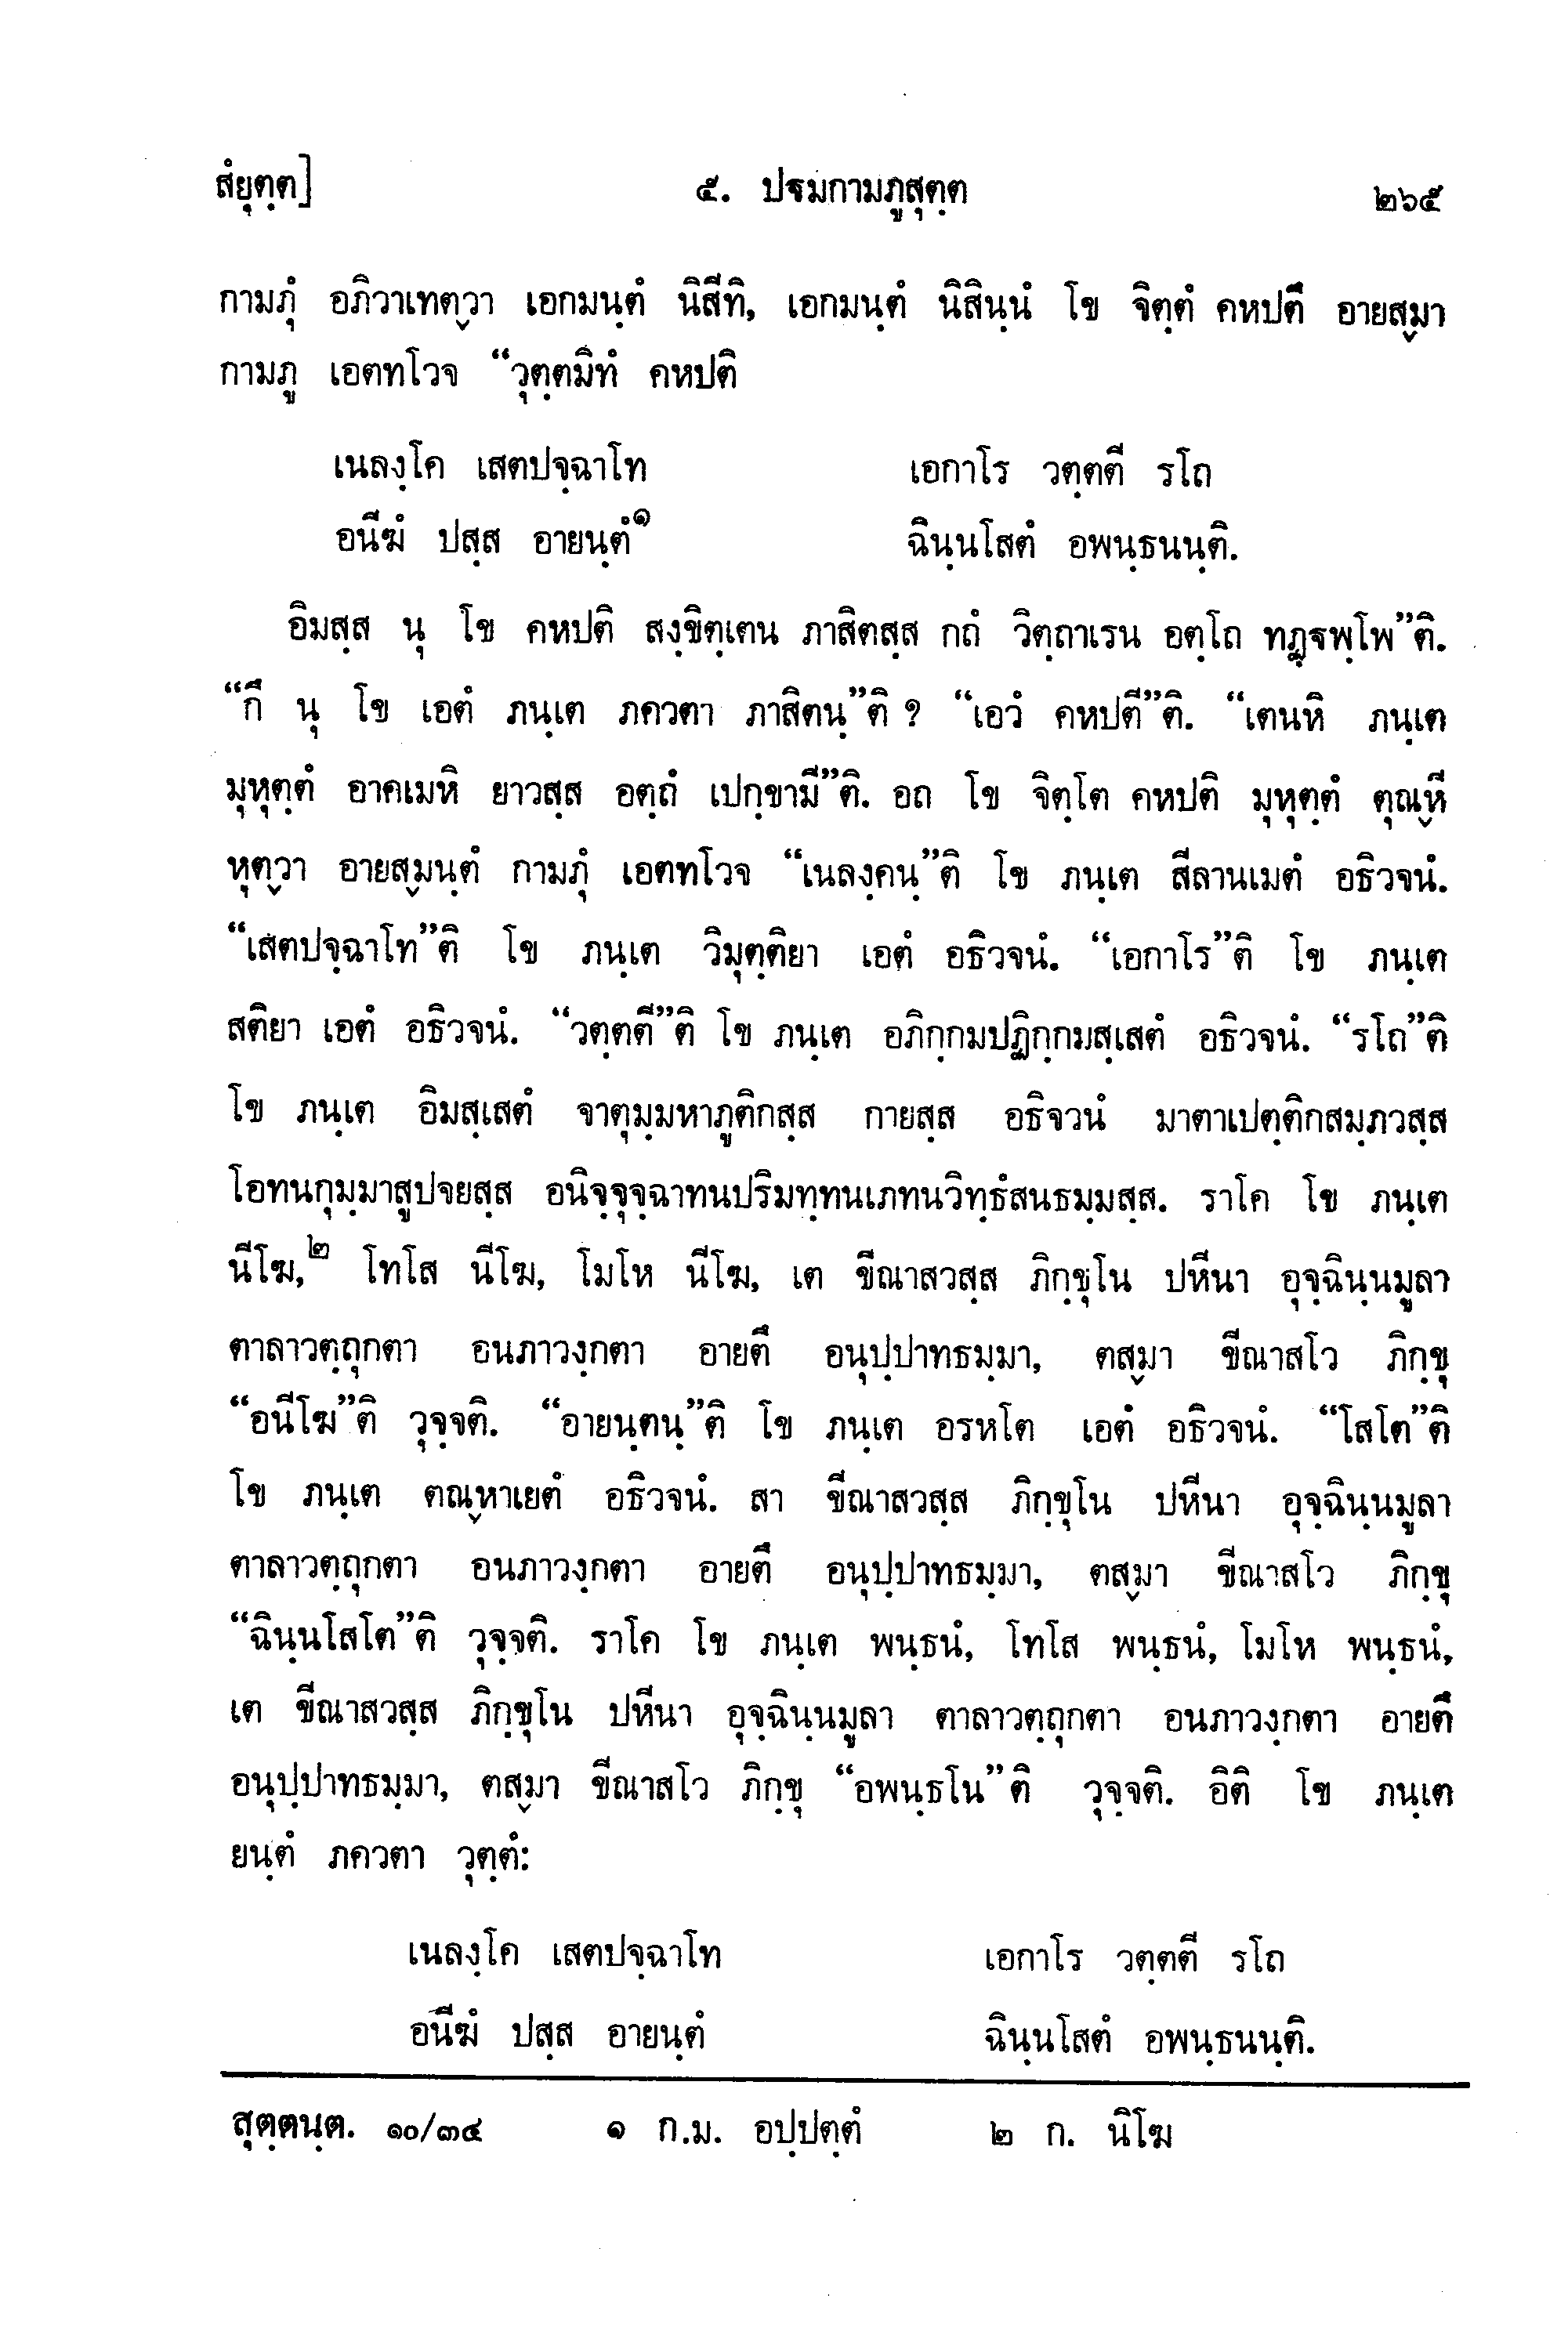 สํยุตฺต]	๕. ปฐมกามภูสุตฺต	๒๖๕
กามภุํ อภิวาเทตฺวา เอกมนฺตํ นิสีทิ, เอกมนฺตํ นิสินฺนํ โข จิตฺตํ คหปตึ อายสฺมา
กามภู เอตทโวจ “วุตฺตมิทํ คหปติ
เนลงฺโค เสตปจฺฉาโท	เอกาโร วตฺตตี รโถ
อนีฆํ ปสฺส อายนฺตํ๑	ฉินฺนโสตํ อพนฺธนนฺติ.
อิมสฺส นุ โข คหปติ สงฺขิตฺเตน ภาสิตสฺส กถํ วิตฺถาเรน อตฺโถ ทฏฺฐพฺโพ”ติ.
“กึ นุ โข เอตํ ภนฺเต ภควตา ภาสิตนฺ”ติ ? “เอวํ คหปตี”ติ. “เตนหิ ภนฺเต
มุหุตฺตํ อาคเมหิ ยาวสฺส อตฺถํ เปกฺขามี”ติ. อถ โข จิตฺโต คหปติ มุหุตฺตํ ตุณฺหี
หุตฺวา อายสฺมนฺตํ กามภุํ เอตทโวจ “เนลงฺคนฺ”ติ โข ภนฺเต สีลานเมตํ อธิวจนํ.
“เสตปจฺฉาโท”ติ โข ภนฺเต วิมุตฺติยา เอตํ อธิวจนํ. “เอกาโร”ติ โข ภนฺเต
สติยา เอตํ อธิวจนํ. “วตฺตตี”ติ โข ภนฺเต อภิกฺกมปฏิกฺกมสฺเสตํ อธิวจนํ. “รโถ”ติ
โข ภนฺเต อิมสฺเสตํ จาตุมฺมหาภูติกสฺส กายสฺส อธิจวนํ มาตาเปตฺติกสมฺภวสฺส
โอทนกุมฺมาสูปจยสฺส อนิจฺจุจฺฉาทนปริมทฺทนเภทนวิทฺธํสนธมฺมสฺส. ราโค โข ภนฺเต
นีโฆ,๒ โทโส นีโฆ, โมโห นีโฆ, เต ขีณาสวสฺส ภิกฺขุโน ปหีนา อุจฺฉินฺนมูลา
ตาลาวตฺถุกตา อนภาวงฺกตา อายตึ อนุปฺปาทธมฺมา, ตสฺมา ขีณาสโว ภิกฺขุ
“อนีโฆ”ติ วุจฺจติ. “อายนฺตนฺ”ติ โข ภนฺเต อรหโต เอตํ อธิวจนํ. “โสโต”ติ
โข ภนฺเต ตณฺหาเยตํ อธิวจนํ. สา ขีณาสวสฺส ภิกฺขุโน ปหีนา อุจฺฉินฺนมูลา
ตาลาวตฺถุกตา อนภาวงฺกตา อายตึ อนุปฺปาทธมฺมา, ตสฺมา ขีณาสโว ภิกฺขุ
“ฉินฺนโสโต”ติ วุจฺจติ. ราโค โข ภนฺเต พนฺธนํ, โทโส พนฺธนํ, โมโห พนฺธนํ,
เต ขีณาสวสฺส ภิกฺขุโน ปหีนา อุจฺฉินฺนมูลา ตาลาวตฺถุกตา อนภาวงฺกตา อายตึ
อนุปฺปาทธมฺมา, ตสฺมา ขีณาสโว ภิกฺขุ “อพนฺธโน”ติ วุจฺจติ. อิติ โข ภนฺเต
ยนฺตํ ภควตา วุตฺตํ:
เนลงฺโค เสตปจฺฉาโท	เอกาโร วตฺตตี รโถ
อนีฆํ ปสฺส อายนฺตํ	ฉินฺนโสตํ อพนฺธนนฺติ.
สุตฺตนฺต. ๑๐/๓๔	๑ ก.ม. อปฺปตฺตํ	๒ ก. นิโฆ